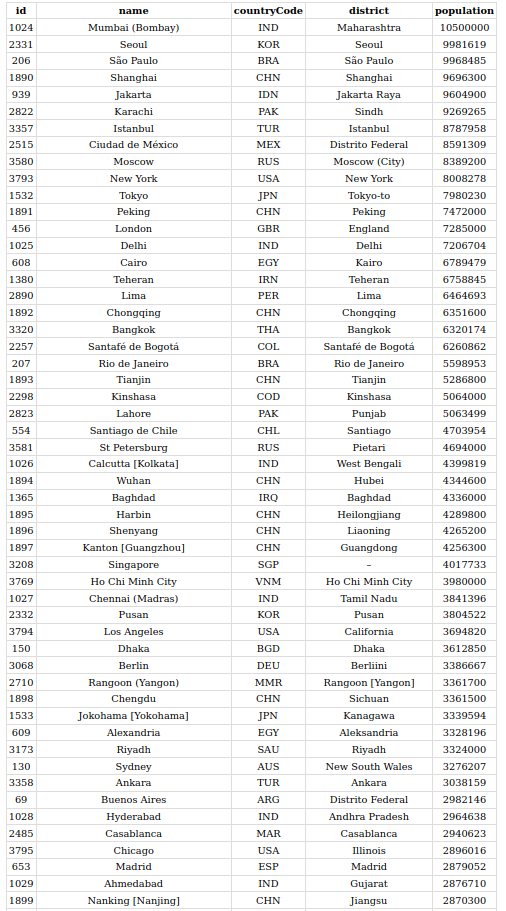 id name countryCode district population
1024 Mumbai (Bombay) IND Maharashtra 10500000
2331 Seoul KOR Seoul 9981619
206 São Paulo BRA São Paulo 9968485
1890 Shanghai CHN Shanghai 9696300
939 Jakarta IDN Jakarta Raya 9604900
2822 Karachi PAK Sindh 9269265
3357 Istanbul TUR Istanbul 8787958
2515 Ciudad de México MEX Distrito Federal 8591309
3580 Moscow RUS Moscow (City) 8389200
3793 New York USA New York 8008278
1532 Tokyo JPN Tokyo-to 7980230
1891 Peking CHN Peking 7472000
456 London GBR England 7285000
1025 Delhi IND Delhi 7206704
608 Cairo EGY Kairo 6789479
1380 Teheran IRN Teheran 6758845
2890 Lima PER Lima 6464693
1892 Chongqing CHN Chongqing 6351600
3320 Bangkok THA Bangkok 6320174
2257 Santafé de Bogotá COL Santafé de Bogotá 6260862
207 Rio de Janeiro BRA Rio de Janeiro 5598953
1893 Tianjin CHN Tianjin 5286800
2298 Kinshasa COD Kinshasa 5064000
2823 Lahore PAK Punjab 5063499
554 Santiago de Chile CHL Santiago 4703954
3581 St Petersburg RUS Pietari 4694000
1026 Calcutta [Kolkata] IND West Bengali 4399819
1894 Wuhan CHN Hubei 4344600
1365 Baghdad IRQ Baghdad 4336000
1895 Harbin CHN Heilongjiang 4289800
1896 Shenyang CHN Liaoning 4265200
1897 Kanton [Guangzhou] CHN Guangdong 4256300
3208 Singapore SGP – 4017733
3769 Ho Chi Minh City VNM Ho Chi Minh City 3980000
1027 Chennai (Madras) IND Tamil Nadu 3841396
2332 Pusan KOR Pusan 3804522
3794 Los Angeles USA California 3694820
150 Dhaka BGD Dhaka 3612850
3068 Berlin DEU Berliini 3386667
2710 Rangoon (Yangon) MMR Rangoon [Yangon] 3361700
1898 Chengdu CHN Sichuan 3361500
1533 Jokohama [Yokohama] JPN Kanagawa 3339594
609 Alexandria EGY Aleksandria 3328196
3173 Riyadh SAU Riyadh 3324000
130 Sydney AUS New South Wales 3276207
3358 Ankara TUR Ankara 3038159
69 Buenos Aires ARG Distrito Federal 2982146
1028 Hyderabad IND Andhra Pradesh 2964638
2485 Casablanca MAR Casablanca 2940623
3795 Chicago USA Illinois 2896016
653 Madrid ESP Madrid 2879052
1029 Ahmedabad IND Gujarat 2876710
1899 Nanking [Nanjing] CHN Jiangsu 2870300